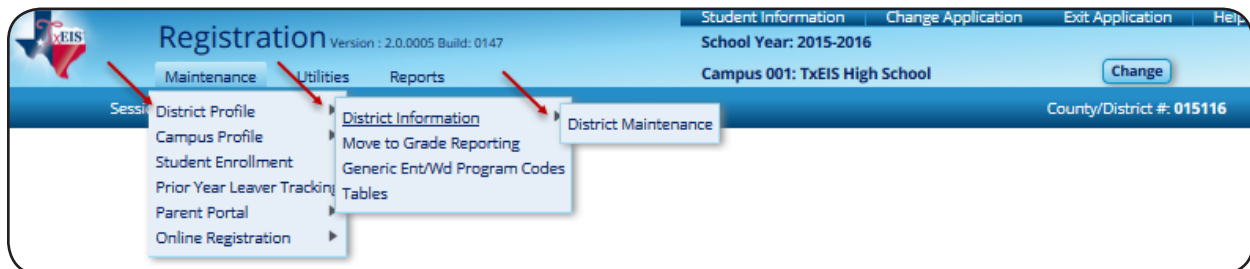 Student Information Change Application Exit Application Help
TxEIS Registration Version : 2.0.0005 Build: 0147
School Year: 2015-2016
Campus 001: TxEIS High School Change
Maintenance Utilities Reports
County/District #: 015116
District Profile
Campus Profile
Student Enrollment
Prior Year Leaver Tracking
Parent Portal
Online Registration
District Information
Move to Grade Reporting
Generic Ent/Wd Program Codes
Tables
District Maintenance